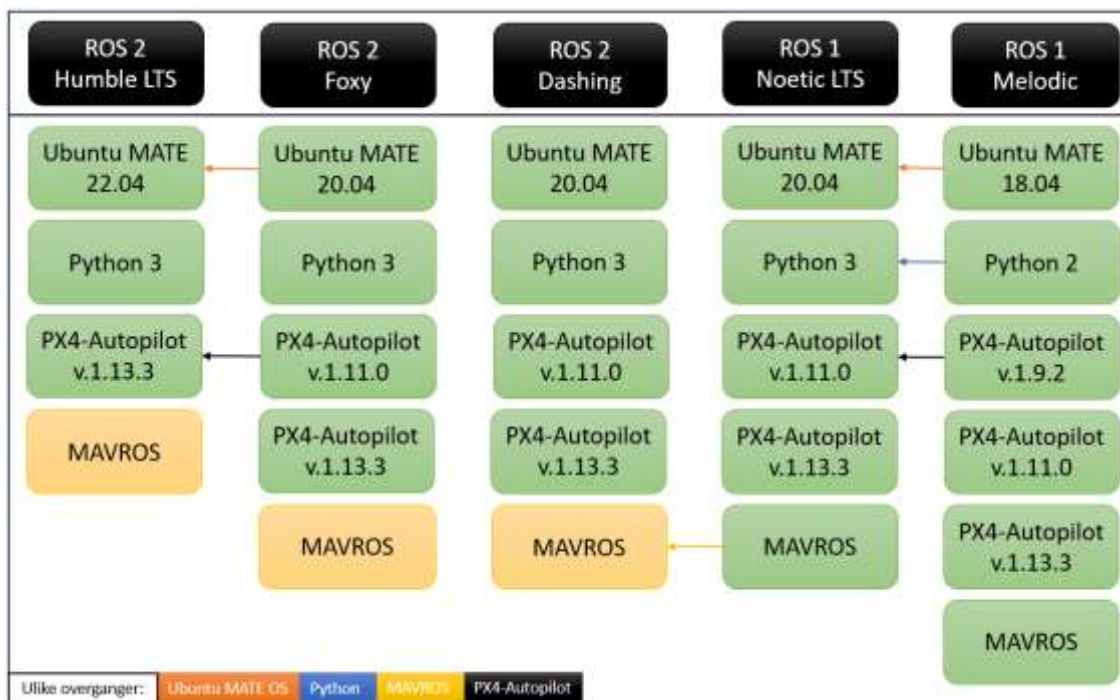 ROS 2
Humble LTS
ROS 2
Foxy
ROS 2
Dashing
ROS 1
Noetic LTS
ROS 1
Melodic
Ubuntu MATE
22.04
Ubuntu MATE
20.04
Ubuntu MATE
20.04
Ubuntu MATE
20.04
Ubuntu MATE
18.04
Python 3
Python 3
Python 3
Python 3
Python 2
PX4-Autopilot
v.1.13.3
PX4-Autopilot
v.1.11.0
PX4-Autopilot
v.1.11.0
PX4-Autopilot
v.1.11.0
PX4-Autopilot
v.1.9.2
MAVROS
PX4-Autopilot
v.1.13.3
PX4-Autopilot
v.1.13.3
PX4-Autopilot
v.1.13.3
PX4-Autopilot
v.1.11.0
MAVROS
MAVROS
MAVROS
PX4-Autopilot
v.1.13.3
MAVROS
Ulike overganger: Ubuntu MATE OS Python MAVROS PX4-Autopilot